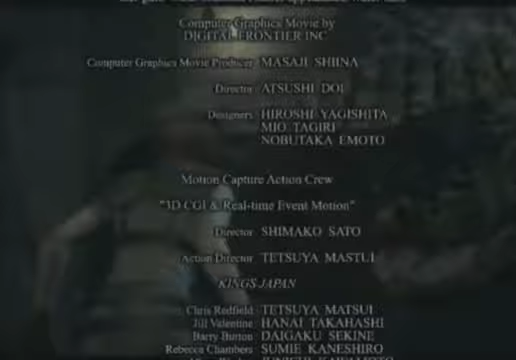 Computer Graphics Movie by
DIGITAL FRONTIER INC
Computer Graphics Movie Producer MASAJI SHIINA
Director ATSUSHI DOI
Designers HIROSHI YAGISHITA
MIO TAGIRI
NOBUTAKA EMOTO
Motion Capture Action Crew
"3D CGI & Real-time Event Motion"
Director SHIMAKO SATO
Action Director TETSUYA MASTUI
KINGS JAPAN
Chris Redfield TETSUYA MATSUI
Jill Valentine HANAI TAKAHASHI
Barry Burton DAIGAKU SEKINE
Rebecca Chambers SUMIE KANESHIRO